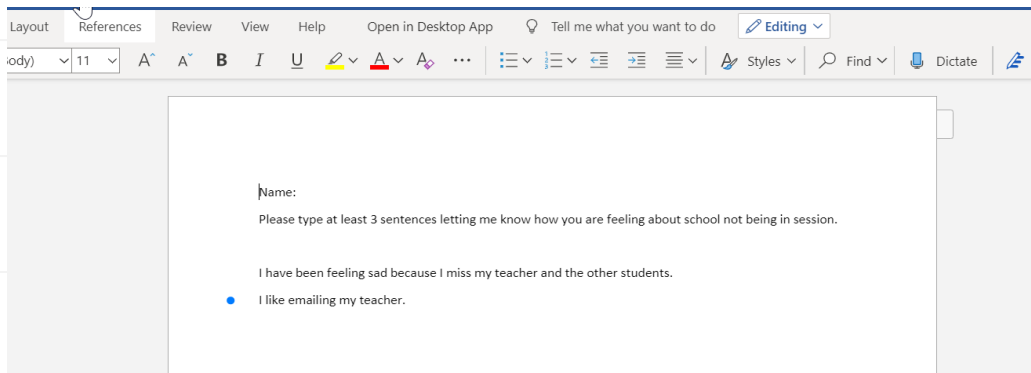 Layout References Review View Help Open in Desktop App Tell me what you want to do Editing
11 A A B I U A A ... Styles Find Dictate
Name:
Please type at least 3 sentences letting me know how you are feeling about school not being in session.
I have been feeling sad because I miss my teacher and the other students.
I like emailing my teacher.